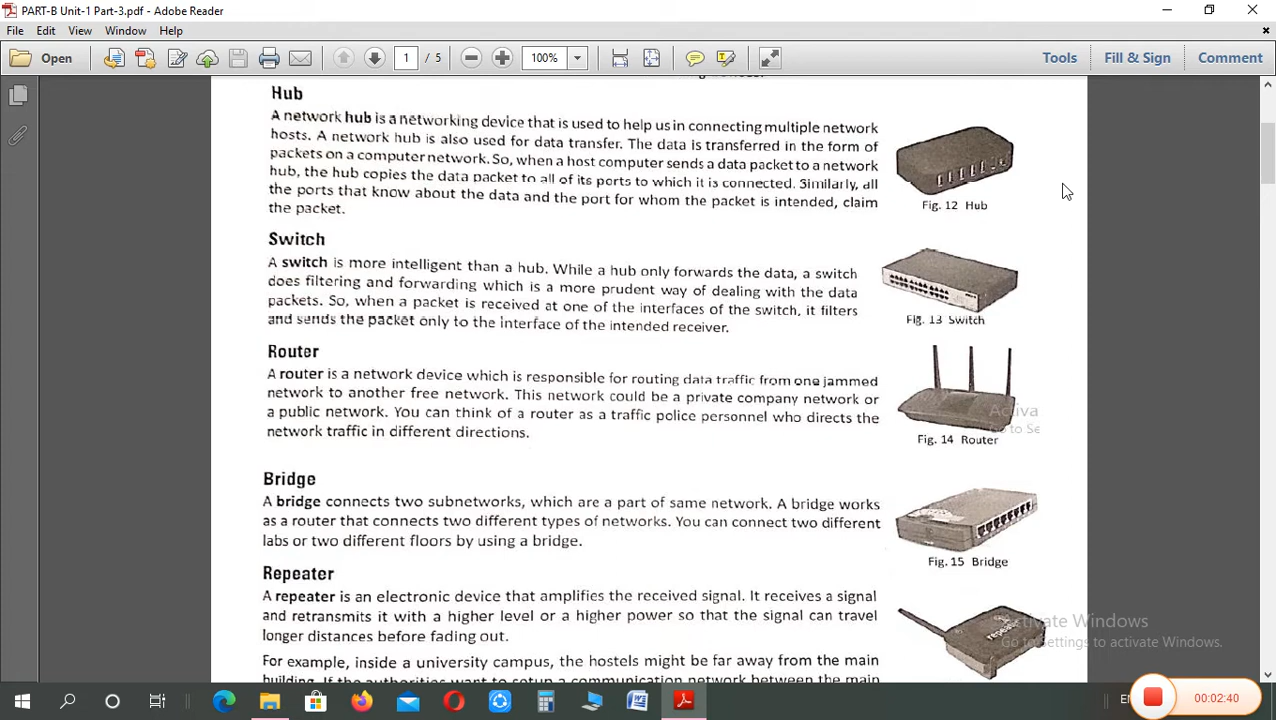 PART-B Unit-1 Part-3.pdf - Adobe Reader
File Edit View Window Help
Open 1 / 5 100% Tools Fill & Sign Comment
Hub
A network hub is a networking device that is used to help us in connecting multiple network
hosts. A network hub is also used for data transfer. The data is transferred in the form of
packets on a computer network. So, when a host computer sends a data packet to a network
hub, the hub copies the data packet to all of its ports to which it is connected. Similarly, all
the ports that know about the data and the port for whom the packet is intended, claim
the packet.
Fig. 12 Hub
Switch
A switch is more intelligent than a hub. While a hub only forwards the data, a switch
does filtering and forwarding which is a more prudent way of dealing with the data
packets. So, when a packet is received at one of the interfaces of the switch, it filters
and sends the packet only to the interface of the intended receiver.
Fig. 13 Switch
Router
A router is a network device which is responsible for routing data traffic from one jammed
network to another free network. This network could be a private company network or
a public network. You can think of a router as a traffic police personnel who directs the
network traffic in different directions.
Fig. 14 Router
Bridge
A bridge connects two subnetworks, which are a part of same network. A bridge works
as a router that connects two different types of networks. You can connect two different
labs or two different floors by using a bridge.
Fig. 15 Bridge
Repeater
A repeater is an electronic device that amplifies the received signal. It receives a signal
and retransmits it with a higher level or a higher power so that the signal can travel
longer distances before fading out.
For example, inside a university campus, the hostels might be far away from the main
building. If the authorities want to setup a communication network between the main
Activate Windows
Go to Settings to activate Windows.
00:02:40